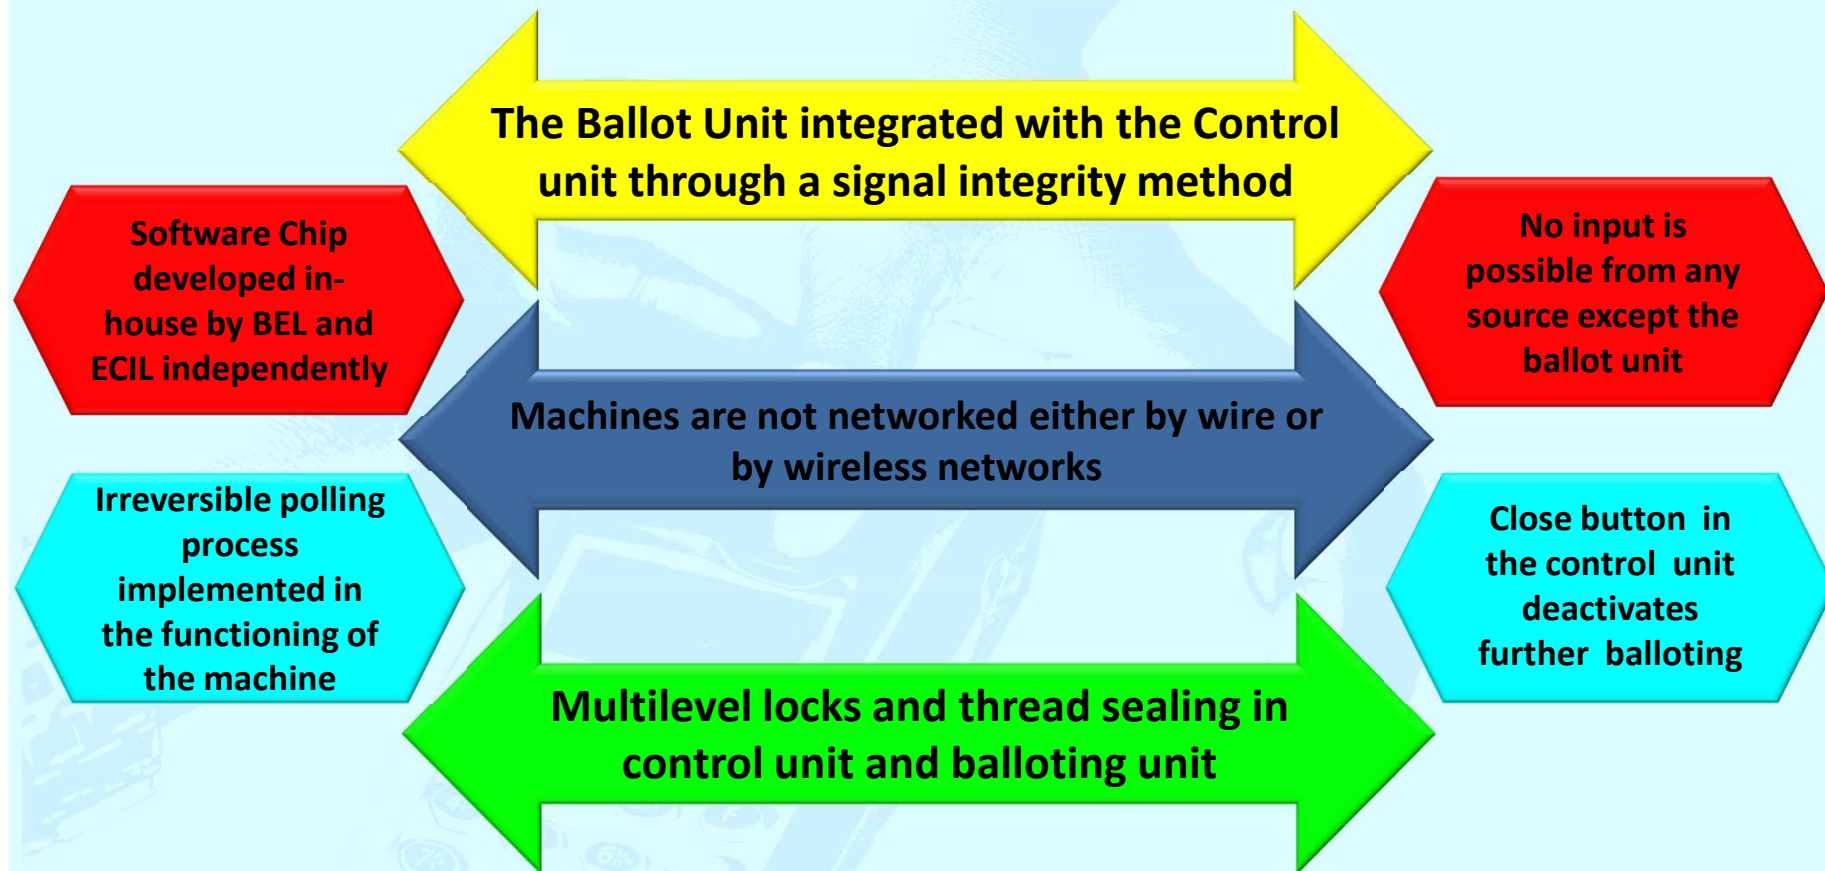 The Ballot Unit integrated with the Control
unit through a signal integrity method
Software Chip
developed in-
house by BEL and
ECIL independently
No input is
possible from any
source except the
ballot unit
Machines are not networked either by wire or
by wireless networks
Irreversible polling
process
implemented in
the functioning of
the machine
Close button in
the control unit
deactivates
further balloting
Multilevel locks and thread sealing in
control unit and balloting unit